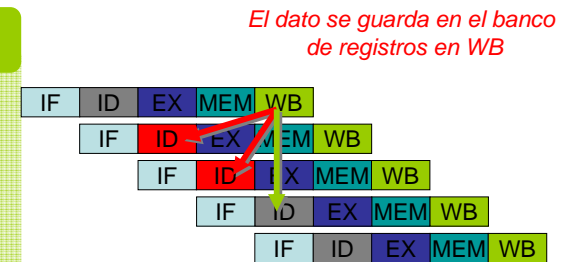 El dato se guarda en el banco
de registros en WB
IF ID EX MEM WB
IF ID EX MEM WB
IF ID EX MEM WB
IF ID EX MEM WB
IF ID EX MEM WB